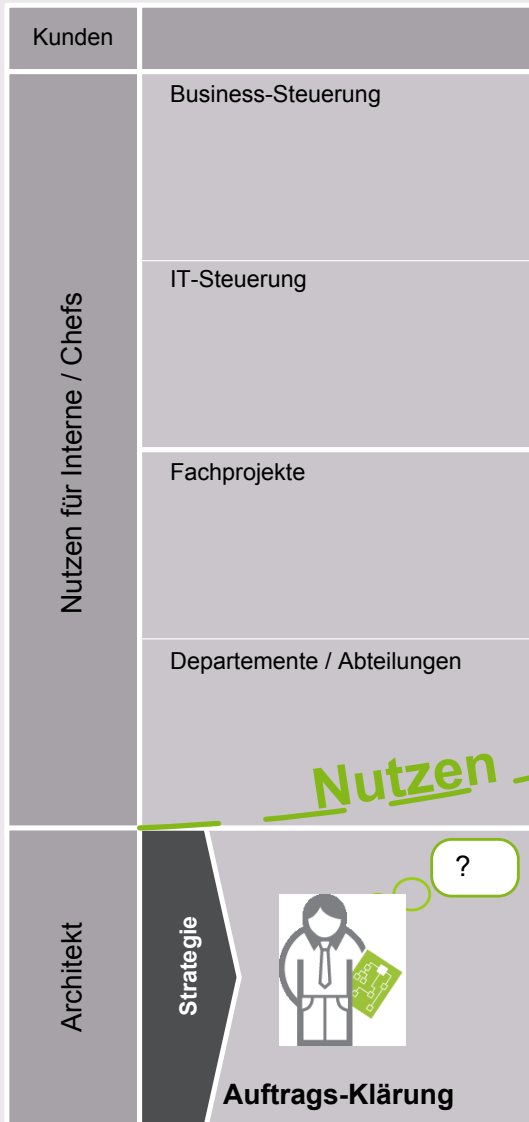 Kunden
Business-Steuerung
IT-Steuerung
Nutzen für Interne / Chefs
Fachprojekte
Departemente / Abteilungen
Nutzen
?
Architekt
Strategie
Auftrags-Klärung